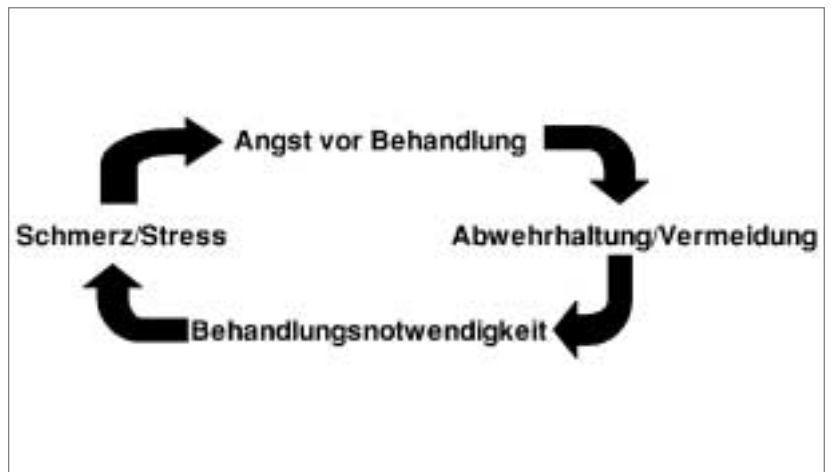 Angst vor Behandlung
Schmerz/Stress
Abwehrhaltung/Vermeidung
Behandlungsnotwendigkeit